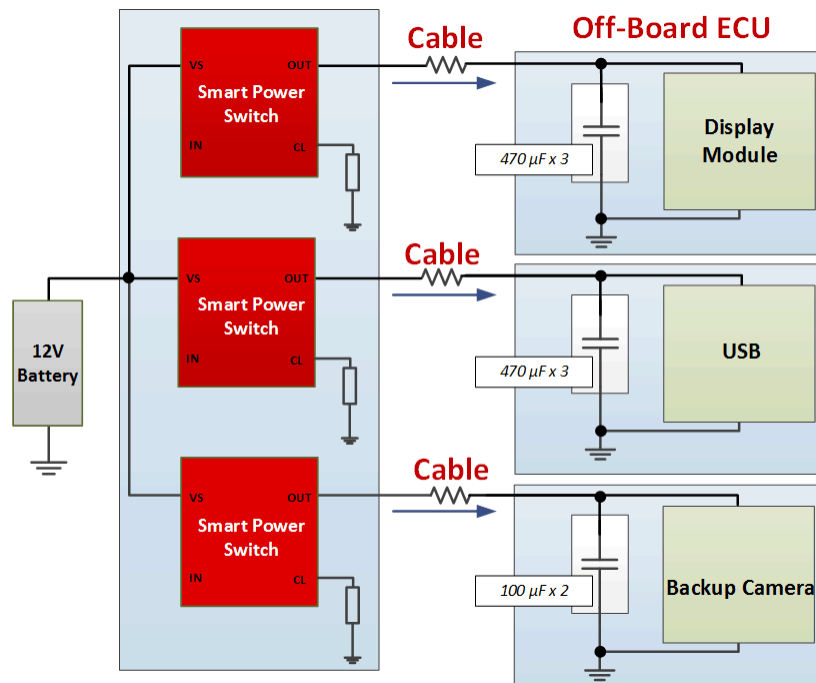 Cable
Off-Board ECU
VS
OUT
Smart Power
Switch
IN
CL
470 µF x 3
Display
Module
Cable
VS
OUT
Smart Power
Switch
IN
CL
470 µF x 3
USB
12V
Battery
Cable
VS
OUT
Smart Power
Switch
IN
CL
100 µF x 2
Backup Camera